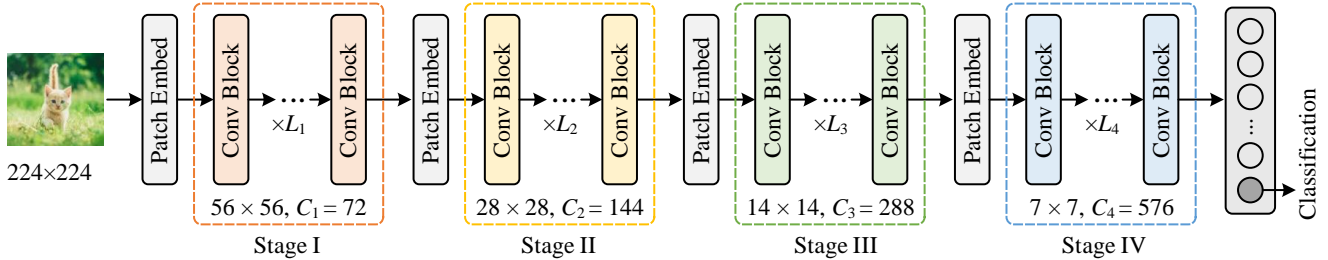 224×224
Patch Embed
Conv Block
...
×L₁
Conv Block
56 × 56, C₁ = 72
Stage I
Patch Embed
Conv Block
...
×L₂
Conv Block
28 × 28, C₂ = 144
Stage II
Patch Embed
Conv Block
...
×L₃
Conv Block
14 × 14, C₃ = 288
Stage III
Patch Embed
Conv Block
...
×L₄
Conv Block
7 × 7, C₄ = 576
Stage IV
...
Classification